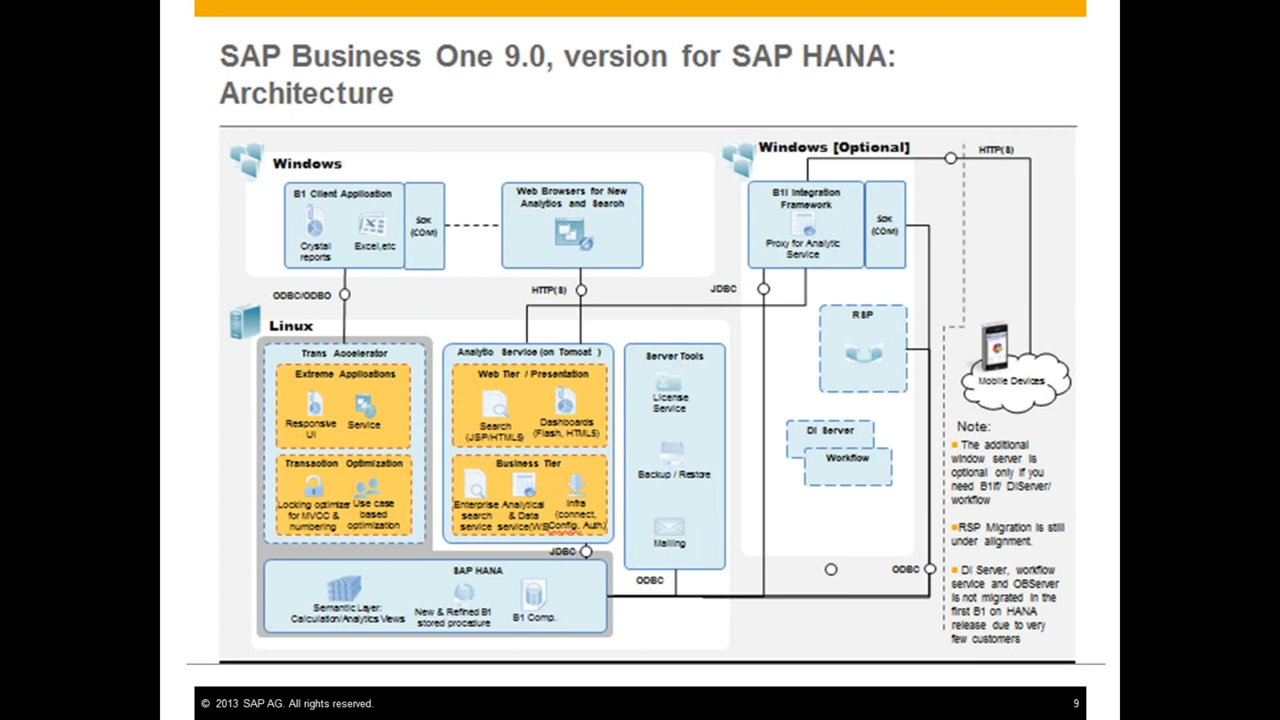 SAP Business One 9.0, version for SAP HANA:
Architecture
Windows
B1 Client Application
Crystal
reports
Excel,etc
SDK
(COM)
Web Browsers for New
Analytics and Search
Windows [Optional]
HTTP(S)
B1i Integration
Framework
Proxy for Analytic
Service
SDK
(COM)
ODBC/ODBO
HTTP(S)
JDBC
Linux
Trans Accelerator
Extreme Applications
Responsive
UI
Service
Transaction Optimization
Locking optimizer
for MVCC &
numbering
Use case
based
optimization
Analytic Service (on Tomcat )
Web Tier / Presentation
Search
(JSP/HTML5)
Dashboards
(Flash, HTML5)
Business Tier
Enterprise
search
service
Analytical
& Data
service(WS)
Infra
(connect,
Config, Auth)
Server Tools
License
Service
Backup / Restore
Mailing
RSP
DI Server
Workflow
Mobile Devices
JDBC
ODBC
ODBC
SAP HANA
Semantic Layer:
Calculation/Analytics Views
New & Refined B1
stored procedure
B1 Comp.
Note:
The additional
window server is
optional only if you
need B1if/ DIServer/
workflow
RSP Migration is still
under alignment.
DI Server, workflow
service and OBServer
is not migrated in the
first B1 on HANA
release due to very
few customers
© 2013 SAP AG. All rights reserved.
9